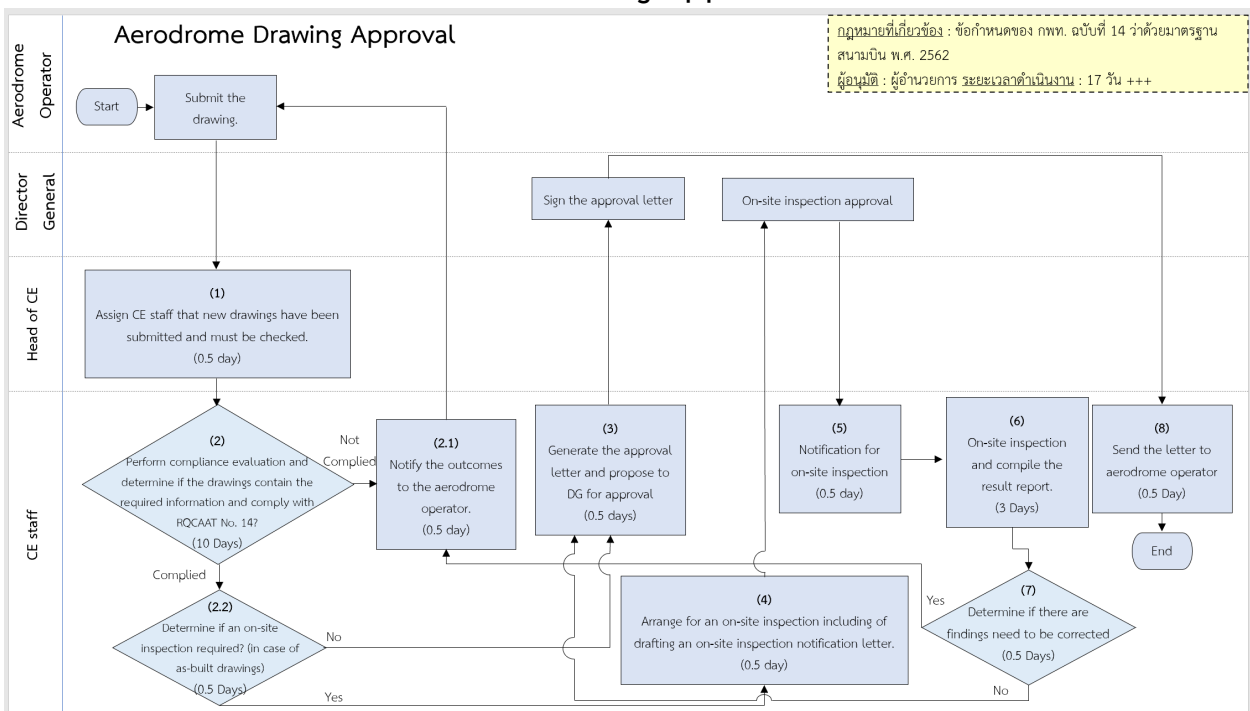 Aerodrome Drawing Approval
กฎหมายที่เกี่ยวข้อง : ข้อกำหนดของ กพท. ฉบับที่ 14 ว่าด้วยมาตรฐาน
สนามบิน พ.ศ. 2562
ผู้อนุมัติ : ผู้อำนวยการ ระยะเวลาดำเนินงาน : 17 วัน +++
Aerodrome
Operator
Start
Submit the
drawing.
Director
General
Sign the approval letter
On-site inspection approval
Head of CE
(1)
Assign CE staff that new drawings have been
submitted and must be checked.
(0.5 day)
CE staff
(2)
Perform compliance evaluation and
determine if the drawings contain the
required information and comply with
RQCAAT No. 14?
(10 Days)
Not
Complied
(2.1)
Notify the outcomes
to the aerodrome
operator.
(0.5 day)
(3)
Generate the approval
letter and propose to
DG for approval
(0.5 days)
(5)
Notification for
on-site inspection
(0.5 day)
(6)
On-site inspection
and compile the
result report.
(3 Days)
(8)
Send the letter to
aerodrome operator
(0.5 Day)
End
Complied
(2.2)
Determine if an on-site
inspection required? (in case of
as-built drawings)
(0.5 Days)
No
Yes
(4)
Arrange for an on-site inspection including of
drafting an on-site inspection notification letter.
(0.5 day)
Yes
(7)
Determine if there are
findings need to be corrected
(0.5 Days)
No